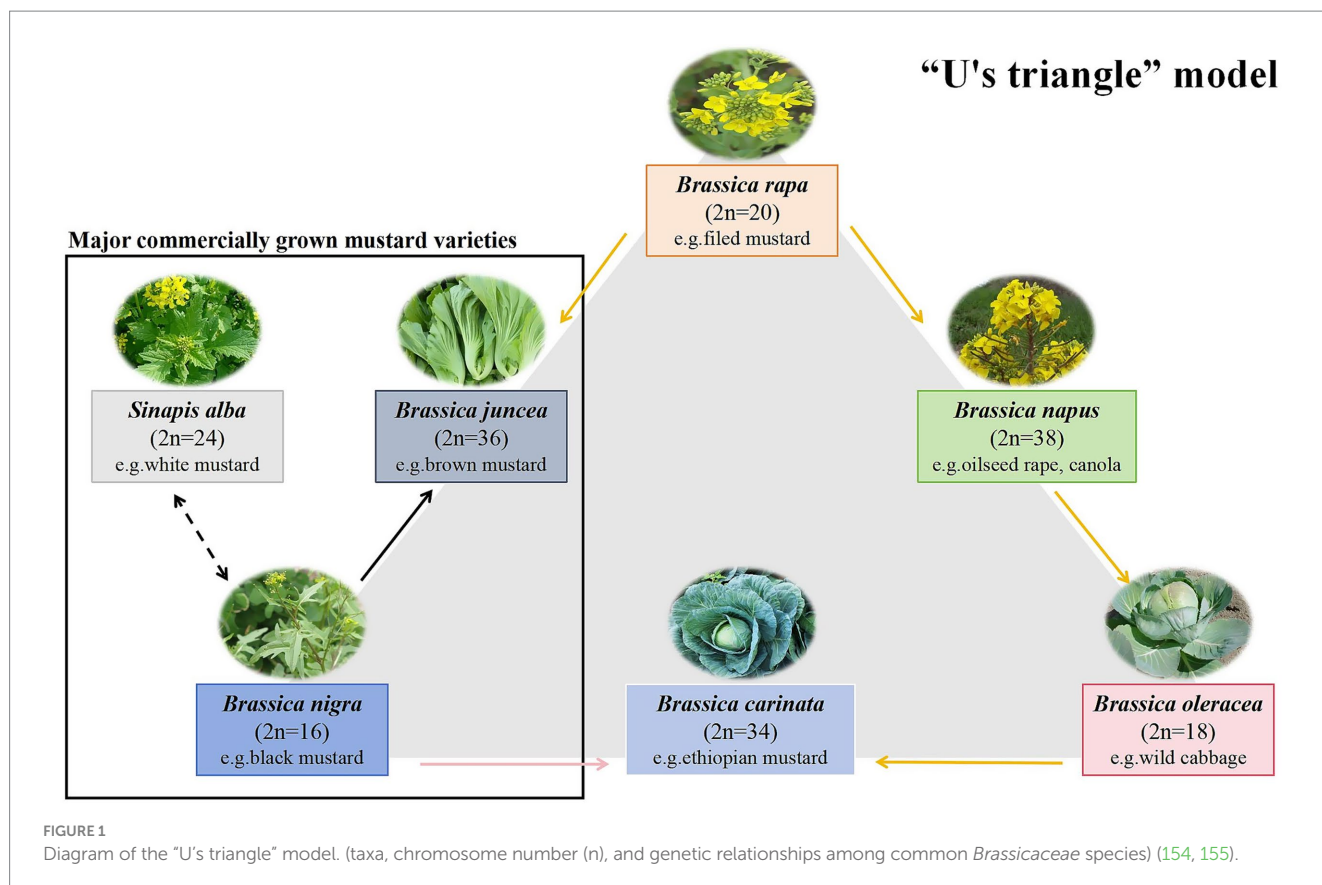 “U's triangle” model
Brassica rapa
(2n=20)
e.g.filed mustard
Major commercially grown mustard varieties
Sinapis alba
(2n=24)
e.g.white mustard
Brassica juncea
(2n=36)
e.g.brown mustard
Brassica napus
(2n=38)
e.g.oilseed rape, canola
Brassica nigra
(2n=16)
e.g.black mustard
Brassica carinata
(2n=34)
e.g.ethiopian mustard
Brassica oleracea
(2n=18)
e.g.wild cabbage
FIGURE 1
Diagram of the “U’s triangle” model. (taxa, chromosome number (n), and genetic relationships among common Brassicaceae species) (154, 155).